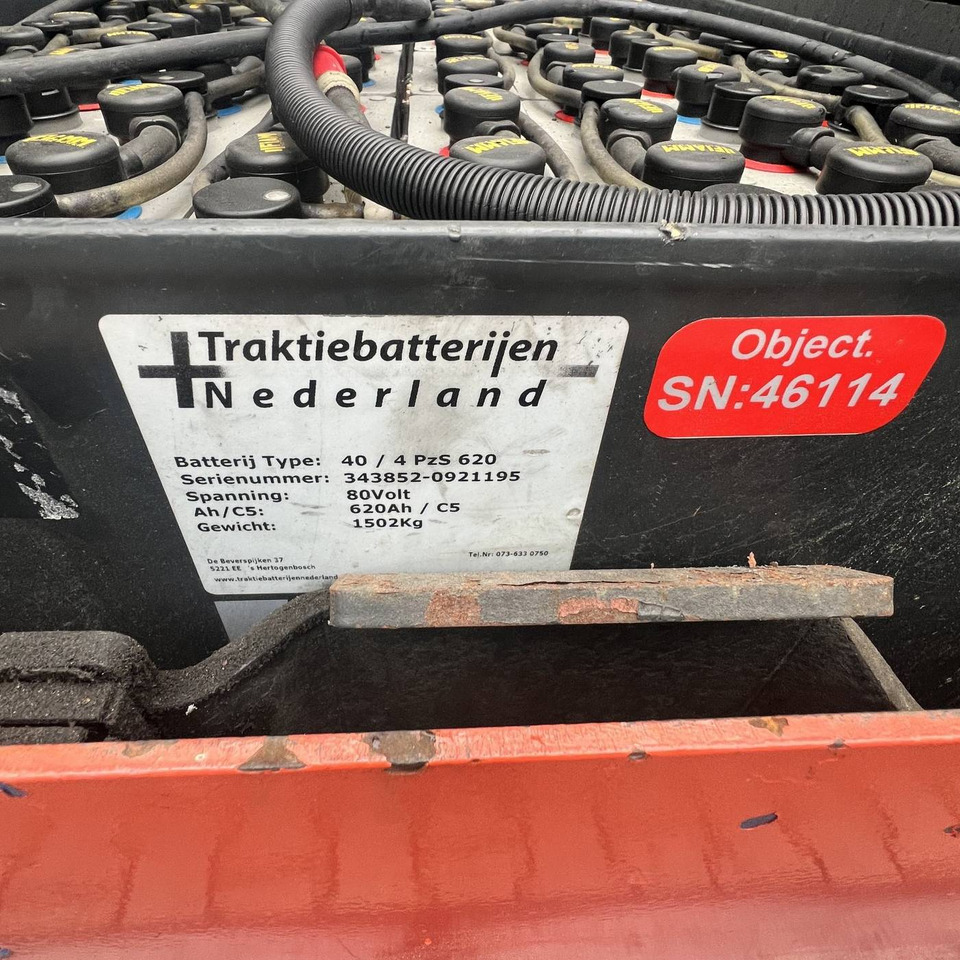 Traktiebatterijen
Nederland
Batterij Type: 40 / 4 PzS 620
Serienummer: 343852-0921195
Spanning: 80Volt
Ah/C5: 620Ah / C5
Gewicht: 1502Kg
De Beverspijken 37
5221 EE 's Hertogenbosch
www.traktiebatterijennederland
Tel.Nr: 073-633 0750
Object.
SN:46114